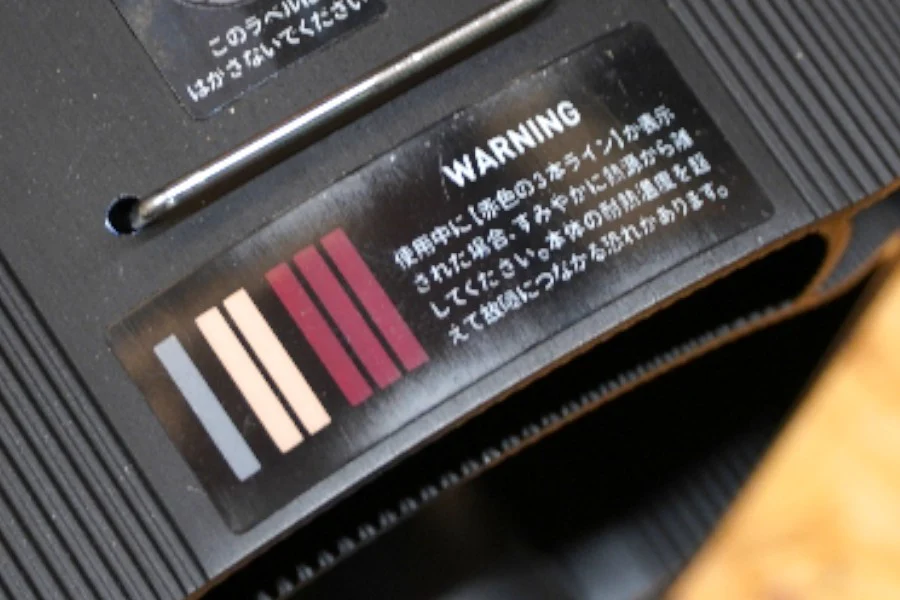 このラベルは
はがさないでください
WARNING
使用中に【赤色の3本ライン】が表示
された場合、すみやかに熱源から離
してください。本体の耐熱温度を超
えて故障につながる恐れがあります。